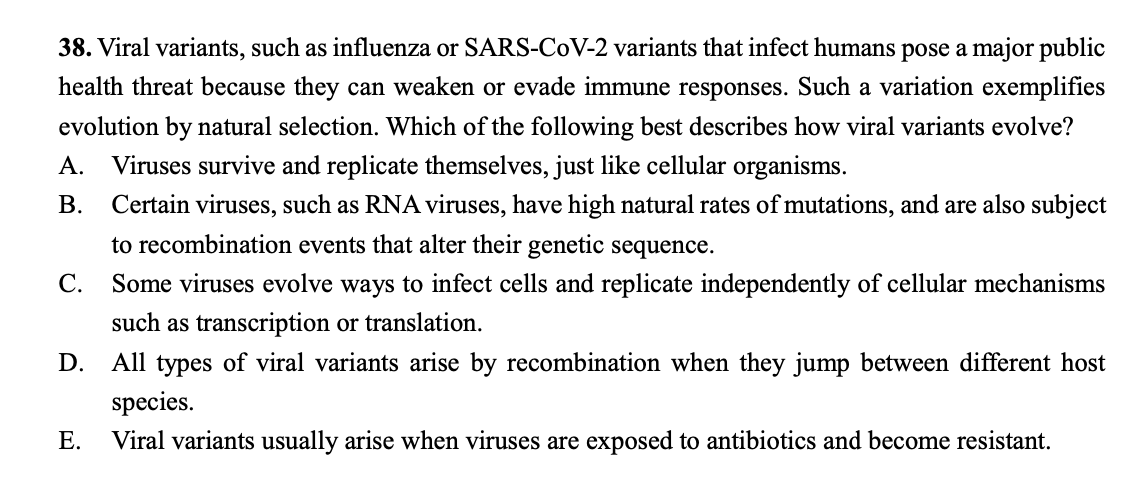 38. Viral variants, such as influenza or SARS-CoV-2 variants that infect humans pose a major public
health threat because they can weaken or evade immune responses. Such a variation exemplifies
evolution by natural selection. Which of the following best describes how viral variants evolve?
A. Viruses survive and replicate themselves, just like cellular organisms.
B. Certain viruses, such as RNA viruses, have high natural rates of mutations, and are also subject
to recombination events that alter their genetic sequence.
C. Some viruses evolve ways to infect cells and replicate independently of cellular mechanisms
such as transcription or translation.
D. All types of viral variants arise by recombination when they jump between different host
species.
E. Viral variants usually arise when viruses are exposed to antibiotics and become resistant.